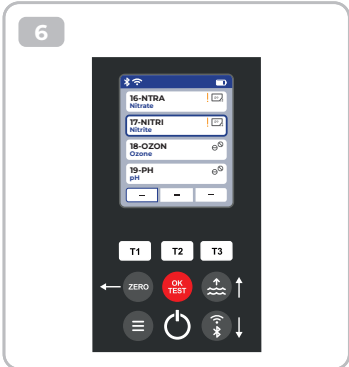 6
16-NTRA
Nitrate
17-NITRI
Nitrite
18-OZON
Ozone
19-PH
pH
T1 T2 T3
ZERO OK TEST